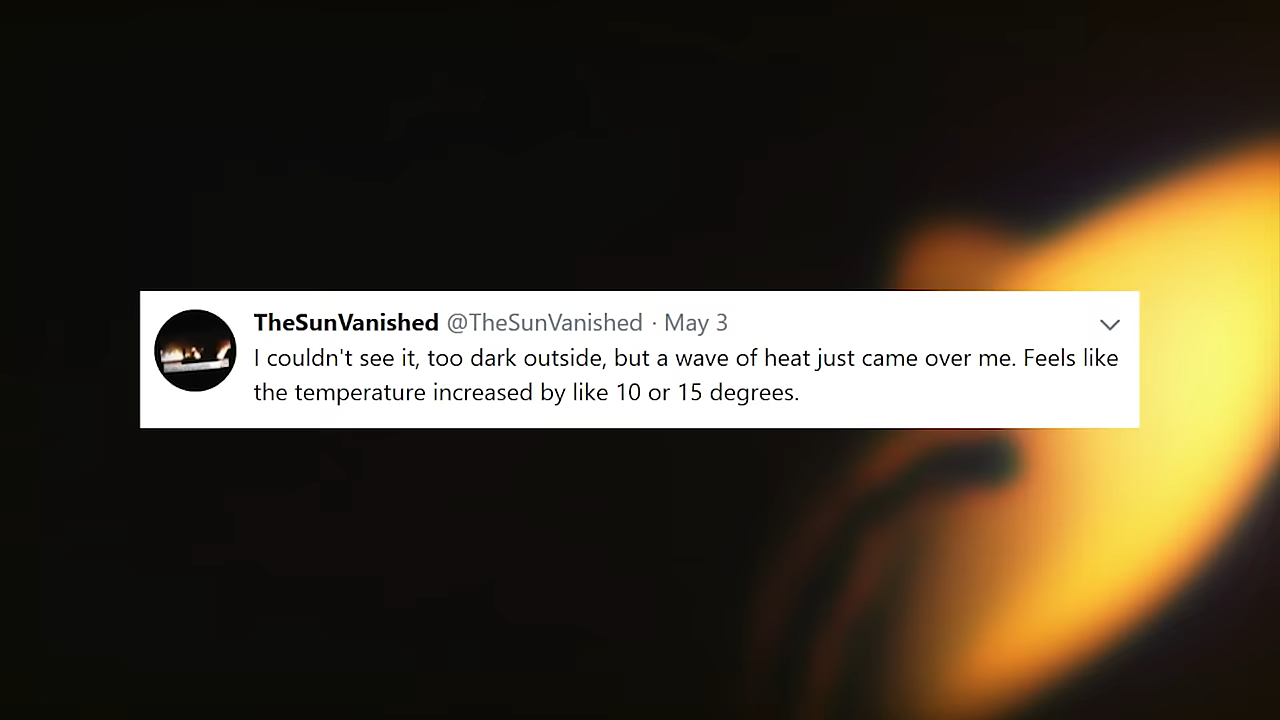 TheSunVanished @TheSunVanished · May 3
I couldn't see it, too dark outside, but a wave of heat just came over me. Feels like
the temperature increased by like 10 or 15 degrees.